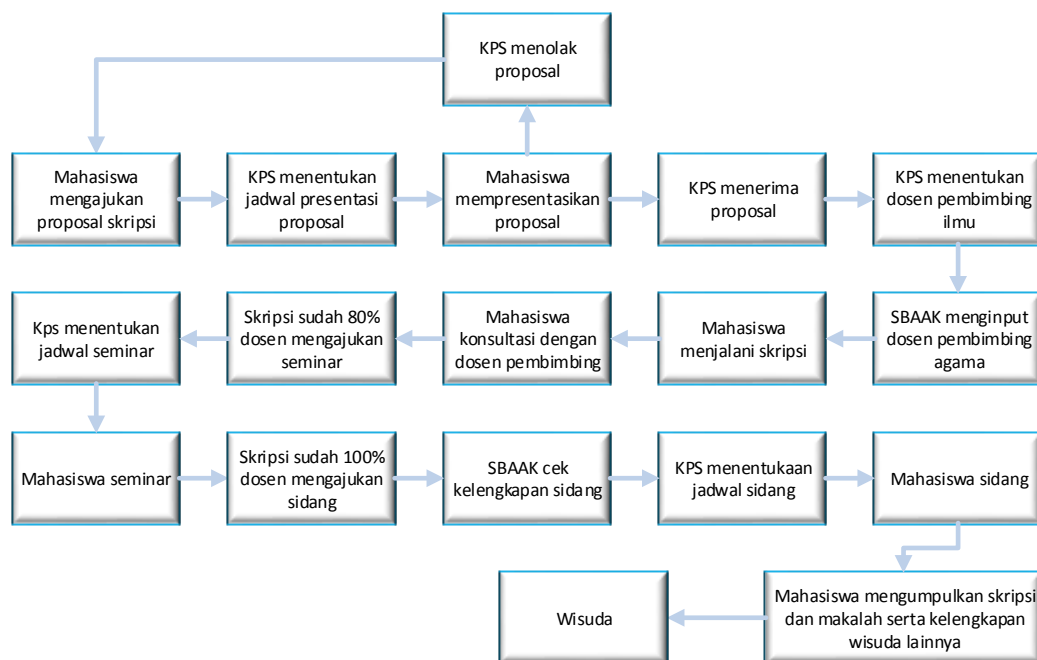 KPS menolak
proposal
Mahasiswa
mengajukan
proposal skripsi
KPS menentukan
jadwal presentasi
proposal
Mahasiswa
mempresentasikan
proposal
KPS menerima
proposal
KPS menentukan
dosen pembimbing
ilmu
Kps menentukan
jadwal seminar
Skripsi sudah 80%
dosen mengajukan
seminar
Mahasiswa
konsultasi dengan
dosen pembimbing
Mahasiswa
menjalani skripsi
SBAAK menginput
dosen pembimbing
agama
Mahasiswa seminar
Skripsi sudah 100%
dosen mengajukan
sidang
SBAAK cek
kelengkapan sidang
KPS menentukaan
jadwal sidang
Mahasiswa sidang
Wisuda
Mahasiswa mengumpulkan skripsi
dan makalah serta kelengkapan
wisuda lainnya